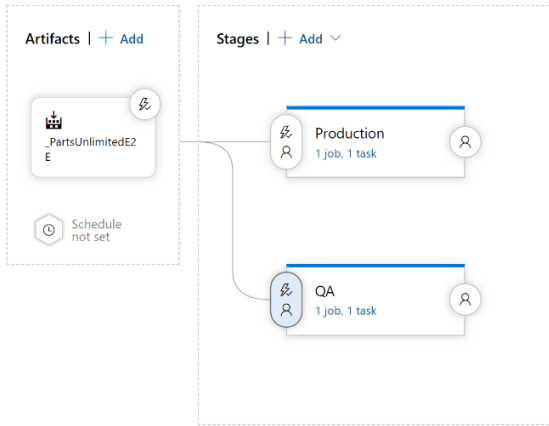 Artifacts | + Add
Stages | + Add
_PartsUnlimitedE2
E
Production
1 job, 1 task
Schedule
not set
QA
1 job, 1 task